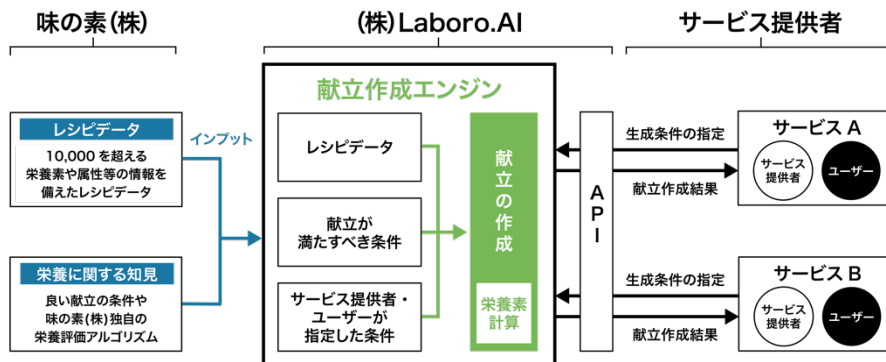 味の素(株)
(株)Laboro.AI
サービス提供者
レシピデータ
10,000を超える
栄養素や属性等の情報を
備えたレシピデータ
栄養に関する知見
良い献立の条件や
味の素(株)独自の
栄養評価アルゴリズム
インプット
献立作成エンジン
レシピデータ
献立が
満たすべき条件
サービス提供者・
ユーザーが
指定した条件
献立の作成
栄養素
計算
API
生成条件の指定
献立作成結果
サービス A
サービス
提供者
ユーザー
生成条件の指定
献立作成結果
サービス B
サービス
提供者
ユーザー